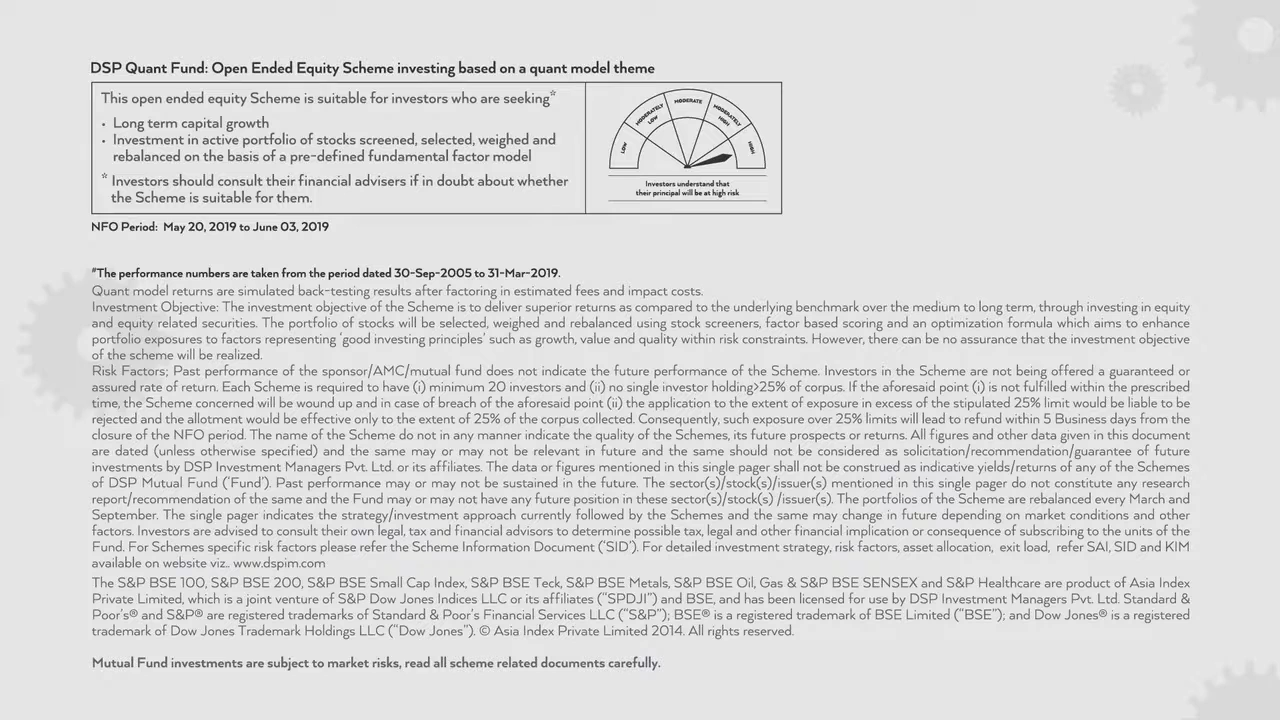 DSP Quant Fund: Open Ended Equity Scheme investing based on a quant model theme
This open ended equity Scheme is suitable for investors who are seeking*
• Long term capital growth
• Investment in active portfolio of stocks screened, selected, weighed and
rebalanced on the basis of a pre-defined fundamental factor model
* Investors should consult their financial advisers if in doubt about whether
the Scheme is suitable for them.
LOW
MODERATELY
LOW
MODERATE
MODERATELY
HIGH
HIGH
Investors understand that
their principal will be at high risk
NFO Period: May 20, 2019 to June 03, 2019
#The performance numbers are taken from the period dated 30-Sep-2005 to 31-Mar-2019.
Quant model returns are simulated back-testing results after factoring in estimated fees and impact costs.
Investment Objective: The investment objective of the Scheme is to deliver superior returns as compared to the underlying benchmark over the medium to long term, through investing in equity
and equity related securities. The portfolio of stocks will be selected, weighed and rebalanced using stock screeners, factor based scoring and an optimization formula which aims to enhance
portfolio exposures to factors representing 'good investing principles' such as growth, value and quality within risk constraints. However, there can be no assurance that the investment objective
of the scheme will be realized.
Risk Factors; Past performance of the sponsor/AMC/mutual fund does not indicate the future performance of the Scheme. Investors in the Scheme are not being offered a guaranteed or
assured rate of return. Each Scheme is required to have (i) minimum 20 investors and (ii) no single investor holding>25% of corpus. If the aforesaid point (i) is not fulfilled within the prescribed
time, the Scheme concerned will be wound up and in case of breach of the aforesaid point (ii) the application to the extent of exposure in excess of the stipulated 25% limit would be liable to be
rejected and the allotment would be effective only to the extent of 25% of the corpus collected. Consequently, such exposure over 25% limits will lead to refund within 5 Business days from the
closure of the NFO period. The name of the Scheme do not in any manner indicate the quality of the Schemes, its future prospects or returns. All figures and other data given in this document
are dated (unless otherwise specified) and the same may or may not be relevant in future and the same should not be considered as solicitation/recommendation/guarantee of future
investments by DSP Investment Managers Pvt. Ltd. or its affiliates. The data or figures mentioned in this single pager shall not be construed as indicative yields/returns of any of the Schemes
of DSP Mutual Fund ('Fund'). Past performance may or may not be sustained in the future. The sector(s)/stock(s)/issuer(s) mentioned in this single pager do not constitute any research
report/recommendation of the same and the Fund may or may not have any future position in these sector(s)/stock(s) /issuer(s). The portfolios of the Scheme are rebalanced every March and
September. The single pager indicates the strategy/investment approach currently followed by the Schemes and the same may change in future depending on market conditions and other
factors. Investors are advised to consult their own legal, tax and financial advisors to determine possible tax, legal and other financial implication or consequence of subscribing to the units of the
Fund. For Schemes specific risk factors please refer the Scheme Information Document ('SID'). For detailed investment strategy, risk factors, asset allocation, exit load, refer SAI, SID and KIM
available on website viz.. www.dspim.com
The S&P BSE 100, S&P BSE 200, S&P BSE Small Cap Index, S&P BSE Teck, S&P BSE Metals, S&P BSE Oil, Gas & S&P BSE SENSEX and S&P Healthcare are product of Asia Index
Private Limited, which is a joint venture of S&P Dow Jones Indices LLC or its affiliates ("SPDJI") and BSE, and has been licensed for use by DSP Investment Managers Pvt. Ltd. Standard &
Poor's® and S&P® are registered trademarks of Standard & Poor's Financial Services LLC ("S&P"); BSE® is a registered trademark of BSE Limited ("BSE"); and Dow Jones® is a registered
trademark of Dow Jones Trademark Holdings LLC ("Dow Jones"). © Asia Index Private Limited 2014. All rights reserved.
Mutual Fund investments are subject to market risks, read all scheme related documents carefully.